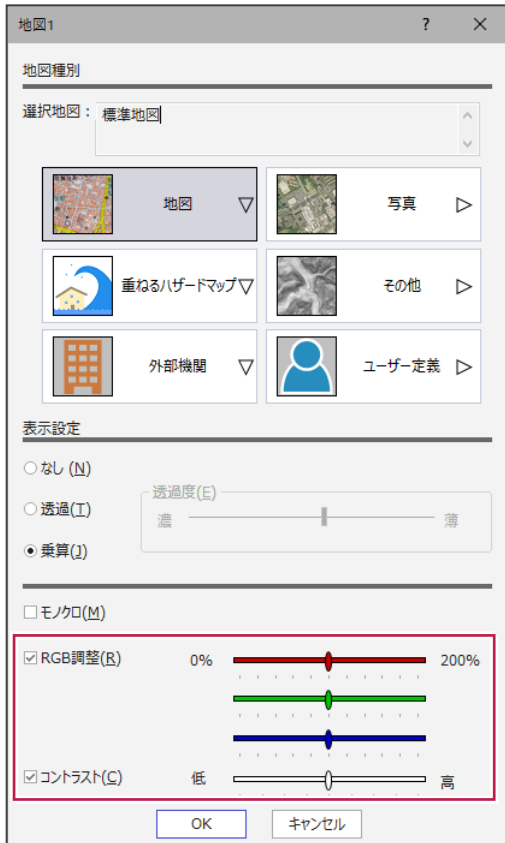 地図1 ? ×
地図種別
選択地図： 標準地図
地図 ▽ 写真 ▷
重ねるハザードマップ ▽ その他 ▷
外部機関 ▽ ユーザー定義 ▷
表示設定
なし (N)
透過度(E)
透過(T) 濃 薄
乗算(J)
モノクロ(M)
RGB調整(R) 0% 200%
コントラスト(C) 低 高
OK キャンセル